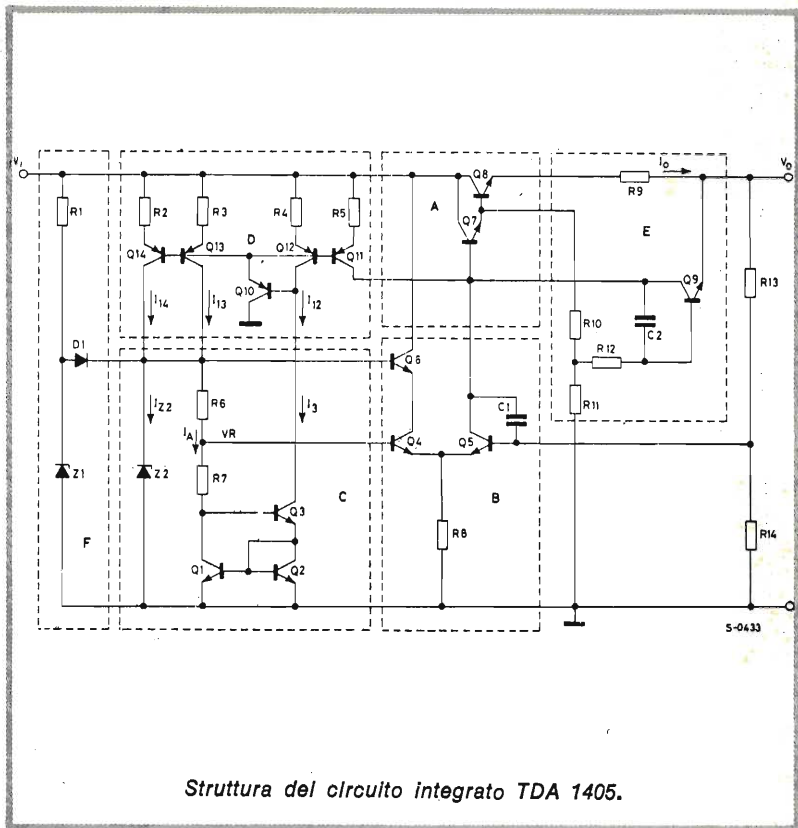 Vi
Q8
I0
V0
R9
A
R1
R2
R3
R4
R5
Q7
E
Q14
Q13
D
Q12
Q11
Q9
R13
Q10
I14
I13
I12
R10
C2
R12
D1
Q6
R11
IZ2
R6
I3
C1
IA
VR
Q4
Q5
Z1
Z2
R7
C
B
Q3
R8
R14
F
Q1
Q2
S-0433
Struttura del circuito integrato TDA 1405.